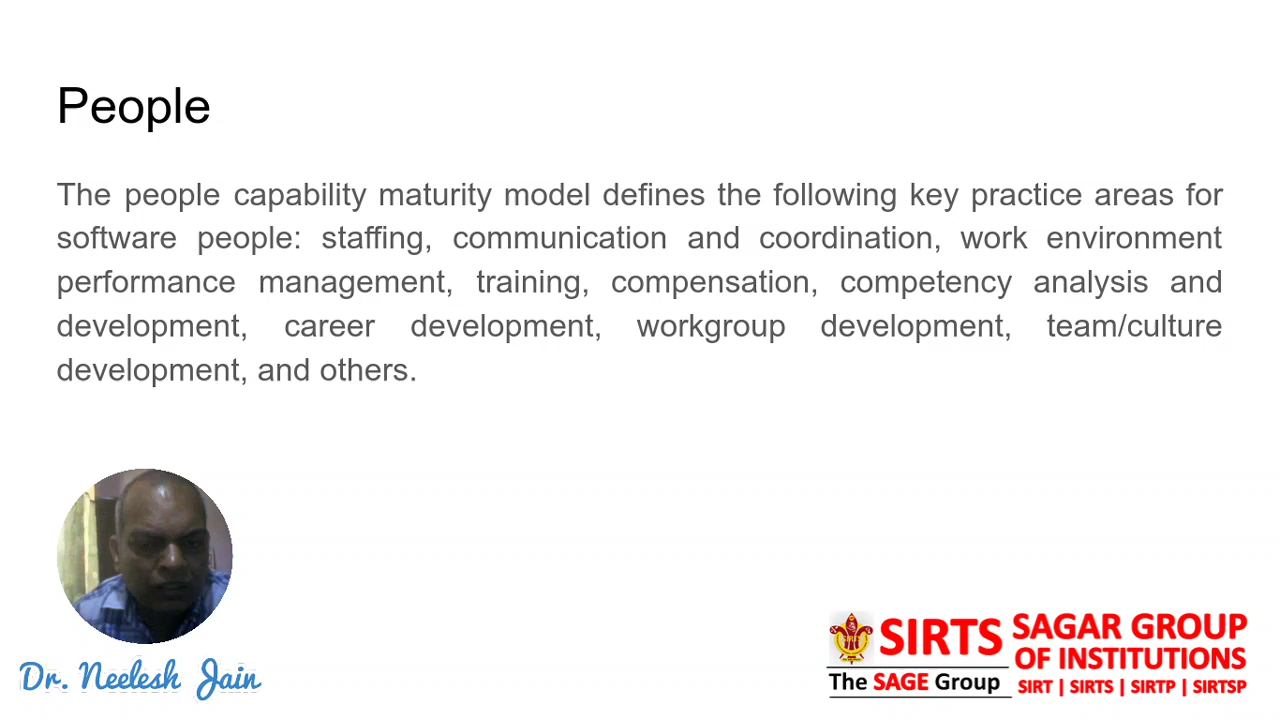 People
The people capability maturity model defines the following key practice areas for
software people: staffing, communication and coordination, work environment
performance management, training, compensation, competency analysis and
development, career development, workgroup development, team/culture
development, and others.
Dr. Neelesh Jain
SIRTS
The SAGE Group
SAGAR GROUP
OF INSTITUTIONS
SIRT | SIRTS | SIRTP | SIRTSP